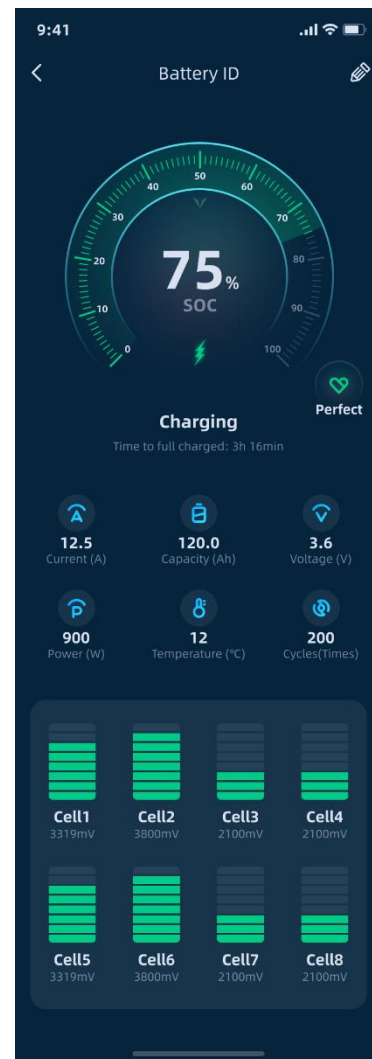 9:41
Battery ID
50
40 60
30 70
20 80
10 90
0 100
75%
SOC
Perfect
Charging
Time to full charged: 3h 16min
12.5 120.0 3.6
Current (A) Capacity (Ah) Voltage (V)
900 12 200
Power (W) Temperature (°C) Cycles(Times)
Cell1 Cell2 Cell3 Cell4
3319mV 3800mV 2100mV 2100mV
Cell5 Cell6 Cell7 Cell8
3319mV 3800mV 2100mV 2100mV